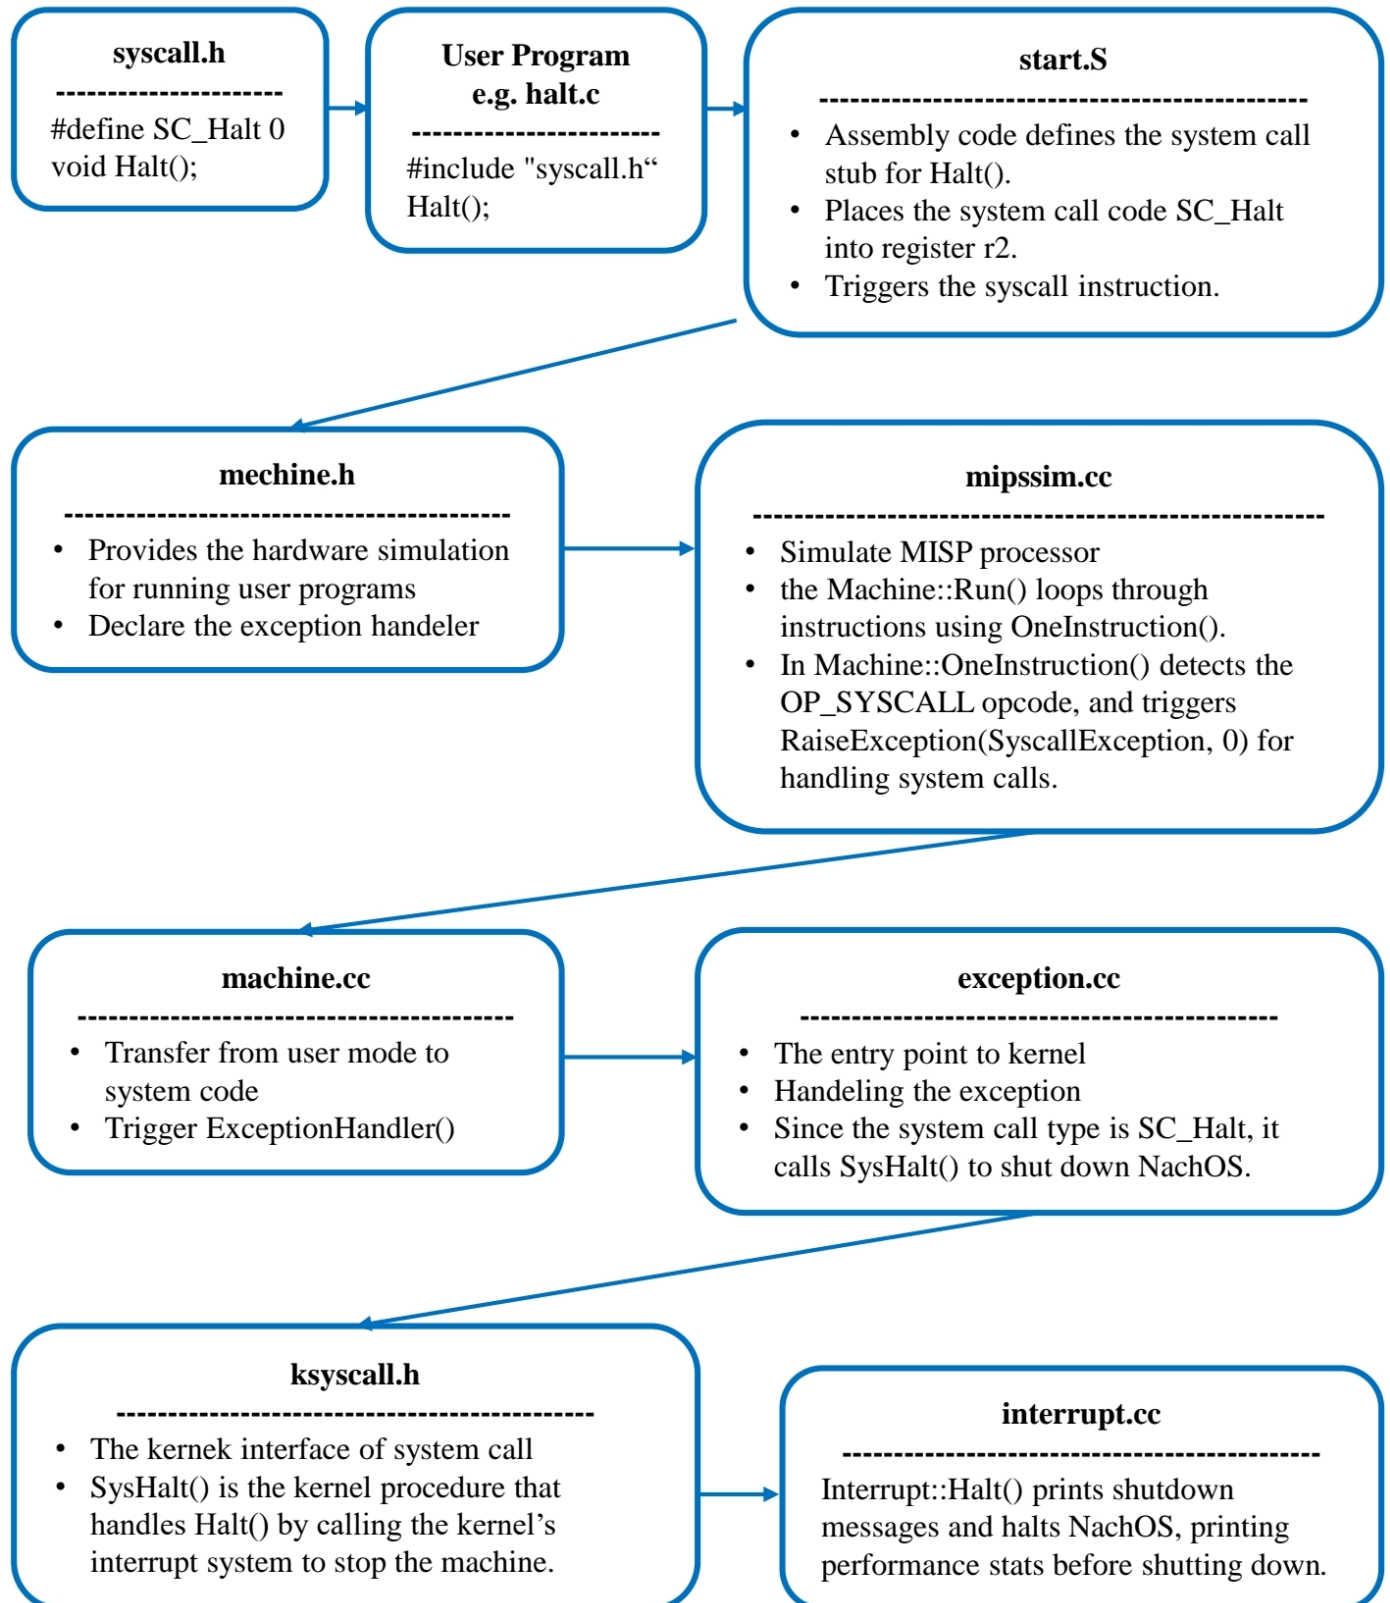 syscall.h
----------------------
#define SC_Halt 0
void Halt();
User Program
e.g. halt.c
------------------------
#include "syscall.h“
Halt();
start.S
-----------------------------------------------
• Assembly code defines the system call
stub for Halt().
• Places the system call code SC_Halt
into register r2.
• Triggers the syscall instruction.
mechine.h
-------------------------------------------
• Provides the hardware simulation
for running user programs
• Declare the exception handeler
mipssim.cc
-------------------------------------------------------
• Simulate MISP processor
• the Machine::Run() loops through
instructions using OneInstruction().
• In Machine::OneInstruction() detects the
OP_SYSCALL opcode, and triggers
RaiseException(SyscallException, 0) for
handling system calls.
machine.cc
------------------------------------------
• Transfer from user mode to
system code
• Trigger ExceptionHandler()
exception.cc
----------------------------------------------
• The entry point to kernel
• Handeling the exception
• Since the system call type is SC_Halt, it
calls SysHalt() to shut down NachOS.
ksyscall.h
----------------------------------------------
• The kernek interface of system call
• SysHalt() is the kernel procedure that
handles Halt() by calling the kernel’s
interrupt system to stop the machine.
interrupt.cc
----------------------------------------------
Interrupt::Halt() prints shutdown
messages and halts NachOS, printing
performance stats before shutting down.